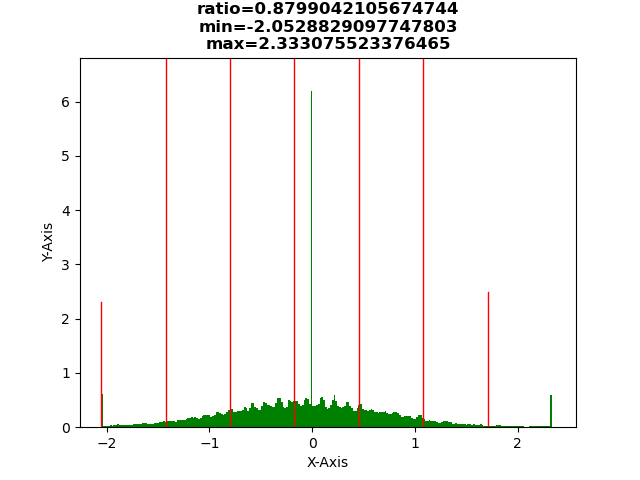 ratio=0.8799042105674744
min=-2.0528829097747803
max=2.333075523376465
6
5
4
3
2
1
0
Y-Axis
−2
−1
0
1
2
X-Axis